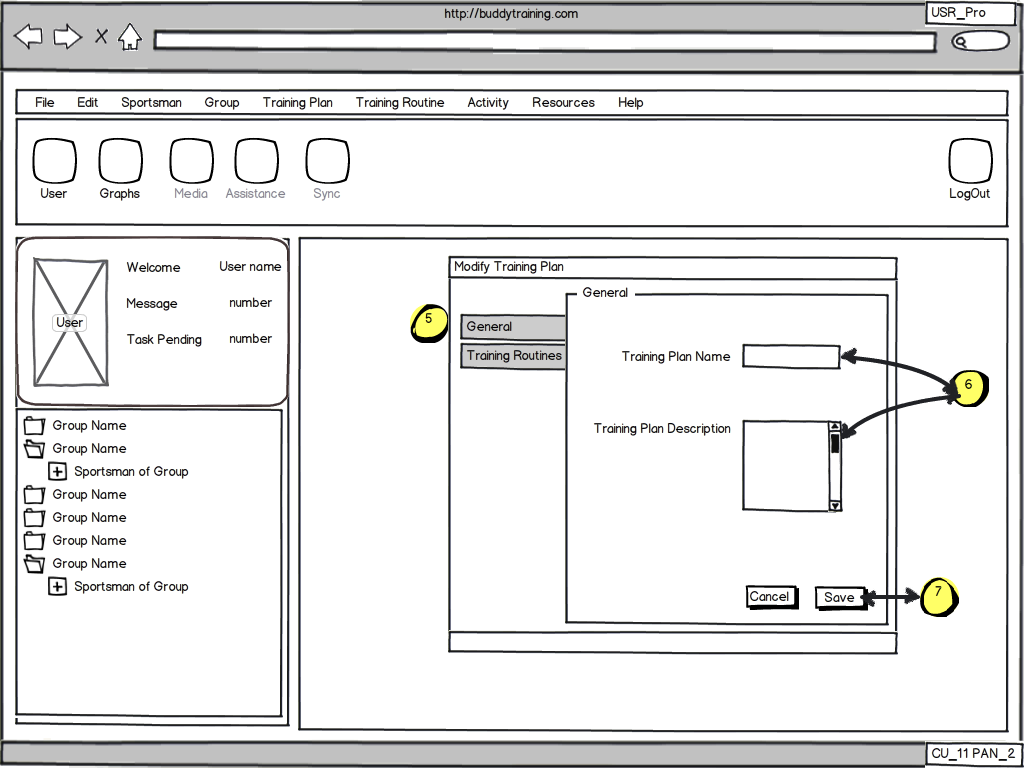 http://buddytraining.com
USR_Pro
X
File Edit Sportsman Group Training Plan Training Routine Activity Resources Help
User Graphs Media Assistance Sync LogOut
Welcome User name
Message number
User
Task Pending number
Group Name
Group Name
Sportsman of Group
Group Name
Group Name
Group Name
Group Name
Sportsman of Group
Modify Training Plan
General
5
General
Training Routines
Training Plan Name
6
Training Plan Description
Cancel Save
7
CU_11 PAN_2